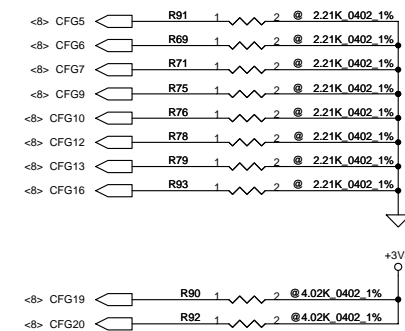 <8> CFG5 R91 1 2 @ 2.21K_0402_1%
<8> CFG6 R69 1 2 @ 2.21K_0402_1%
<8> CFG7 R71 1 2 @ 2.21K_0402_1%
<8> CFG9 R75 1 2 @ 2.21K_0402_1%
<8> CFG10 R76 1 2 @ 2.21K_0402_1%
<8> CFG12 R78 1 2 @ 2.21K_0402_1%
<8> CFG13 R79 1 2 @ 2.21K_0402_1%
<8> CFG16 R93 1 2 @ 2.21K_0402_1%
+3V
<8> CFG19 R90 1 2 @4.02K_0402_1%
<8> CFG20 R92 1 2 @4.02K_0402_1%